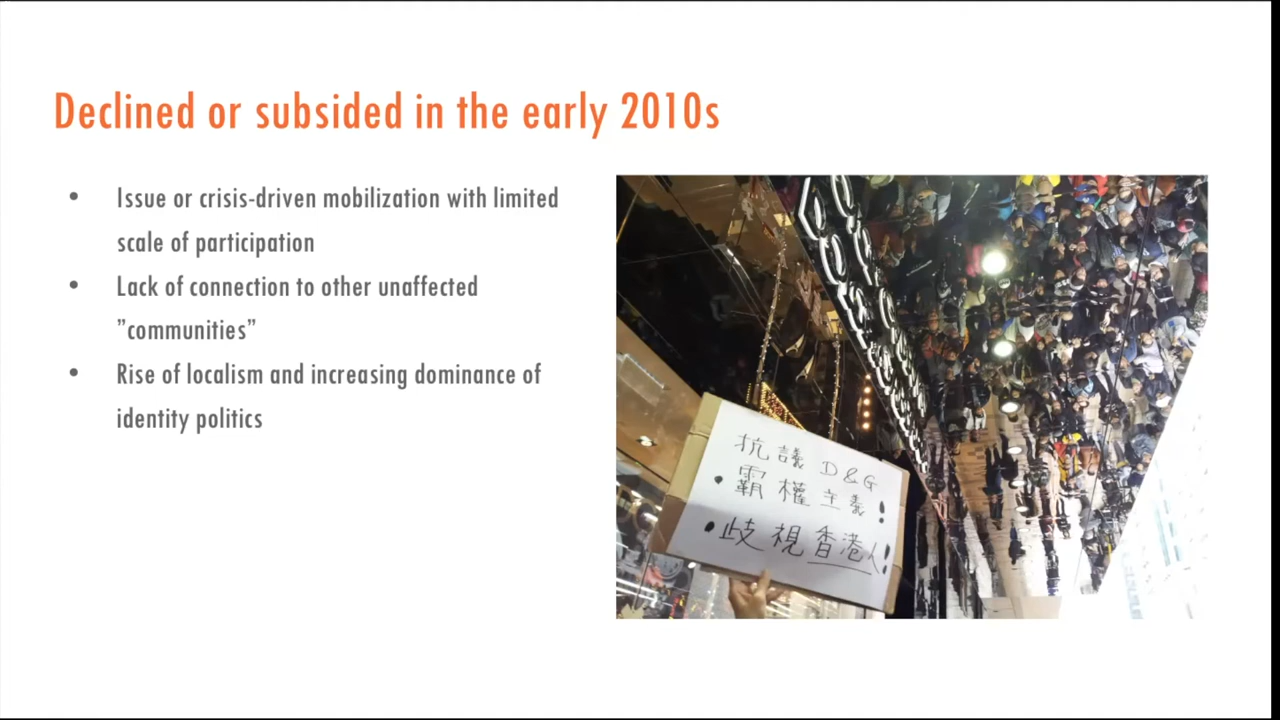 Declined or subsided in the early 2010s
• Issue or crisis-driven mobilization with limited
scale of participation
• Lack of connection to other unaffected
”communities”
• Rise of localism and increasing dominance of
identity politics
抗議 D&G
• 霸權主義!
• 歧視香港人!